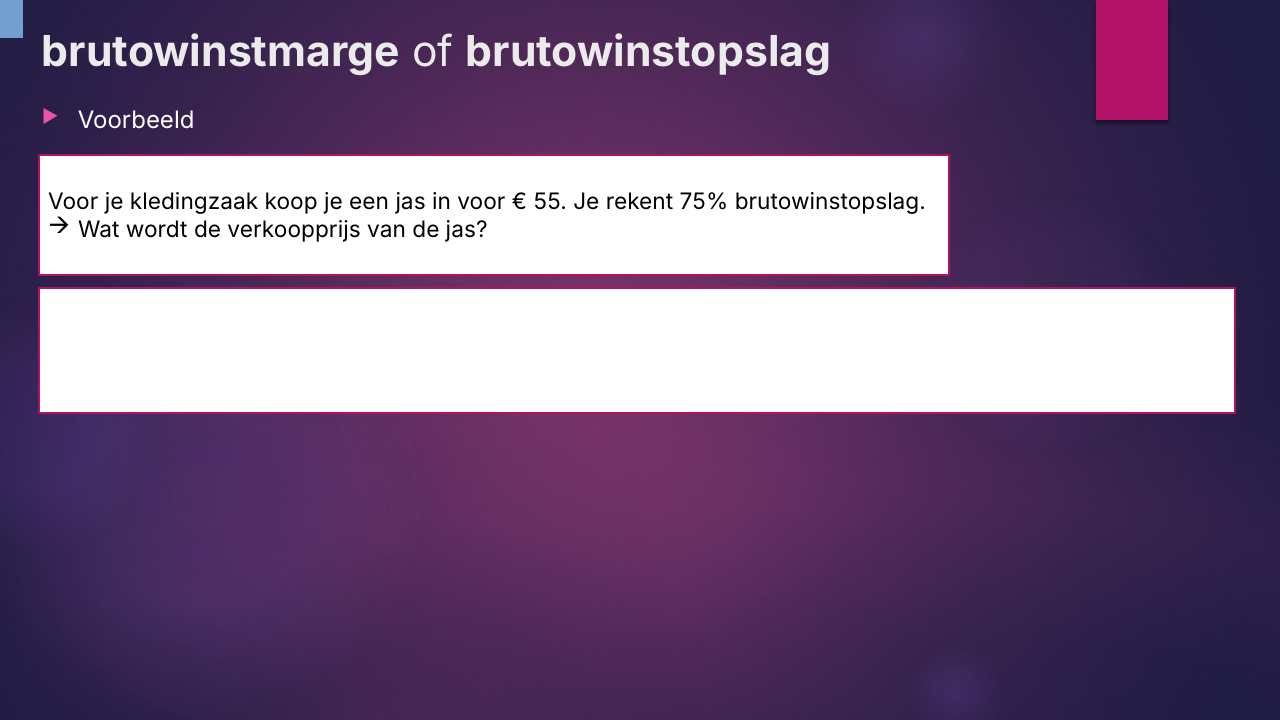 brutowinstmarge of brutowinstopslag
Voorbeeld
Voor je kledingzaak koop je een jas in voor € 55. Je rekent 75% brutowinstopslag.
→ Wat wordt de verkoopprijs van de jas?